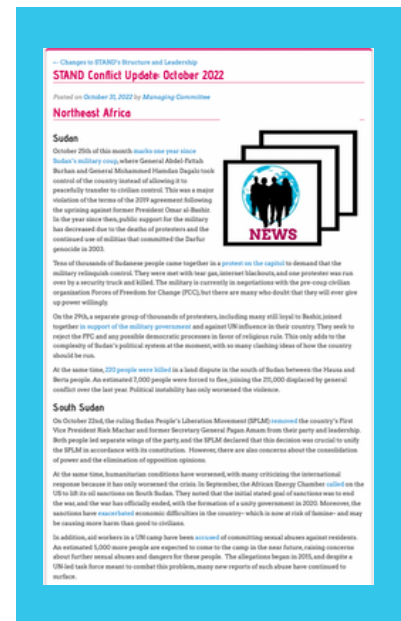 ← Changes to STAND's Structure and Leadership
STAND Conflict Update: October 2022
Posted on October 31, 2022 by Managing Committee
Northeast Africa
Sudan
October 25th of this month marks one year since
Sudan's military coup, where General Abdel-Fattah
Burhan and General Mohammed Hamdan Dagalo took
control of the country instead of allowing it to
peacefully transfer to civilian control. This was a major
violation of the terms of the 2019 agreement following
the uprising against former President Omar al-Bashir.
In the year since then, public support for the military
has decreased due to the deaths of protesters and the
continued use of militias that committed the Darfur
genocide in 2003.
NEWS
Tens of thousands of Sudanese people came together in a protest on the capitol to demand that the
military relinquish control. They were met with tear gas, internet blackouts, and one protester was run
over by a security truck and killed. The military is currently in negotiations with the pre-coup civilian
organization Forces of Freedom for Change (FCC), but there are many who doubt that they will ever give
up power willingly.
On the 29th, a separate group of thousands of protesters, including many still loyal to Bashir, joined
together in support of the military government and against UN influence in their country. They seek to
reject the FFC and any possible democratic processes in favor of religious rule. This only adds to the
complexity of Sudan's political system at the moment, with so many clashing ideas of how the country
should be run.
At the same time, 220 people were killed in a land dispute in the south of Sudan between the Hausa and
Berta people. An estimated 7,000 people were forced to flee, joining the 211,000 displaced by general
conflict over the last year. Political instability has only worsened the violence.
South Sudan
On October 22nd, the ruling Sudan People's Liberation Movement (SPLM) removed the country's First
Vice President Riek Machar and former Secretary General Pagan Amam from their party and leadership.
Both people led separate wings of the party, and the SPLM declared that this decision was crucial to unify
the SPLM in accordance with its constitution. However, there are also concerns about the consolidation
of power and the elimination of opposition opinions.
At the same time, humanitarian conditions have worsened, with many criticizing the international
response because it has only worsened the crisis. In September, the African Energy Chamber called on the
US to lift its oil sanctions on South Sudan. They noted that the initial stated goal of sanctions was to end
the war, and the war has officially ended, with the formation of a unity government in 2020. Moreover, the
sanctions have exacerbated economic difficulties in the country– which is now at risk of famine– and may
be causing more harm than good to civilians.
In addition, aid workers in a UN camp have been accused of committing sexual abuses against residents.
An estimated 5,000 more people are expected to come to the camp in the near future, raising concerns
about further sexual abuses and dangers for these people. The allegations began in 2015, and despite a
UN-led task force meant to combat this problem, many new reports of such abuse have continued to
surface.